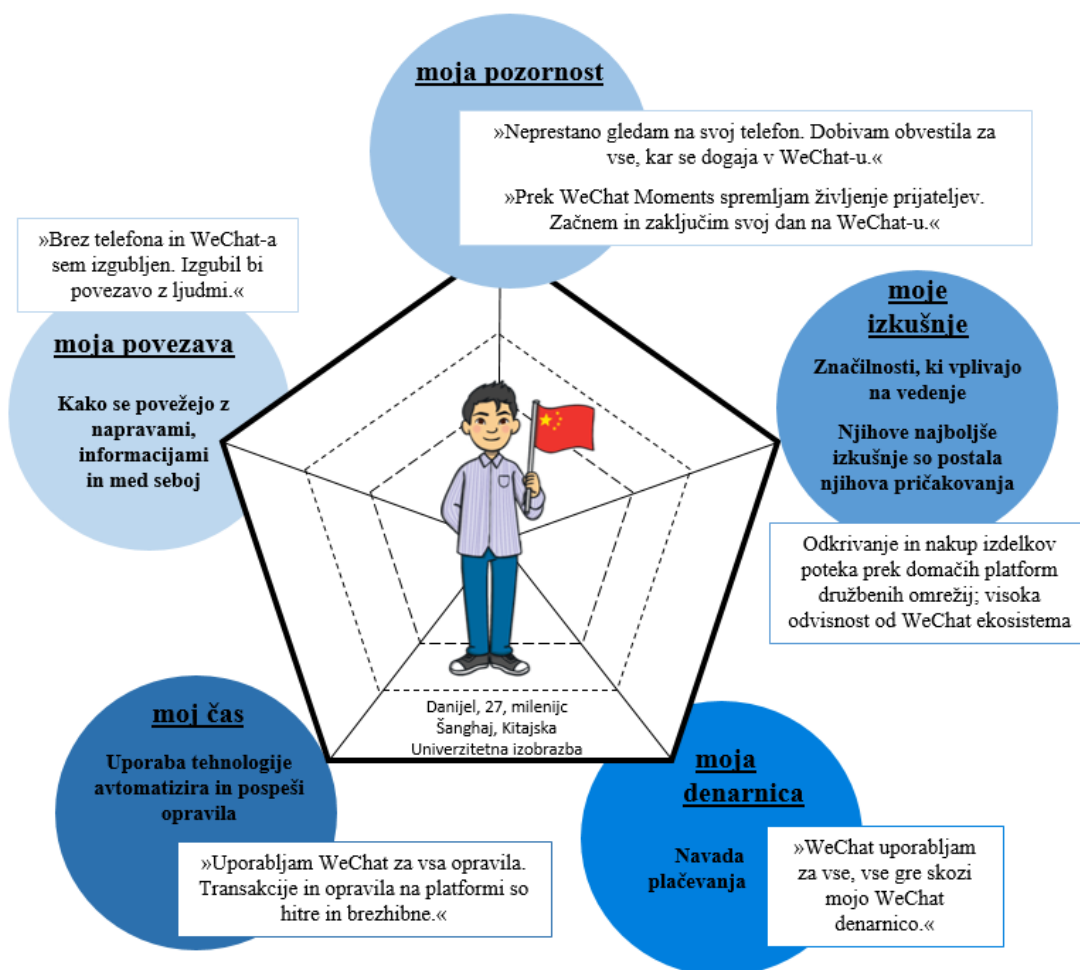 moja pozornost
»Neprestano gledam na svoj telefon. Dobivam obvestila za
vse, kar se dogaja v WeChat-u.«
»Prek WeChat Moments spremljam življenje prijateljev.
Začnem in zaključim svoj dan na WeChat-u.«
»Brez telefona in WeChat-a
sem izgubljen. Izgubil bi
povezavo z ljudmi.«
moja povezava
Kako se povežejo z
napravami,
informacijami
in med seboj
moje
izkušnje
Značilnosti, ki vplivajo
na vedenje
Njihove najboljše
izkušnje so postala
njihova pričakovanja
Odkrivanje in nakup izdelkov
poteka prek domačih platform
družbenih omrežij; visoka
odvisnost od WeChat ekosistema
Danijel, 27, milenijc
Šanghaj, Kitajska
Univerzitetna izobrazba
moj čas
Uporaba tehnologije
avtomatizira in pospeši
opravila
»Uporabljam WeChat za vsa opravila.
Transakcije in opravila na platformi so
hitre in brezhibne.«
moja
denarnica
Navada
plačevanja
»WeChat uporabljam
za vse, vse gre skozi
mojo WeChat
denarnico.«